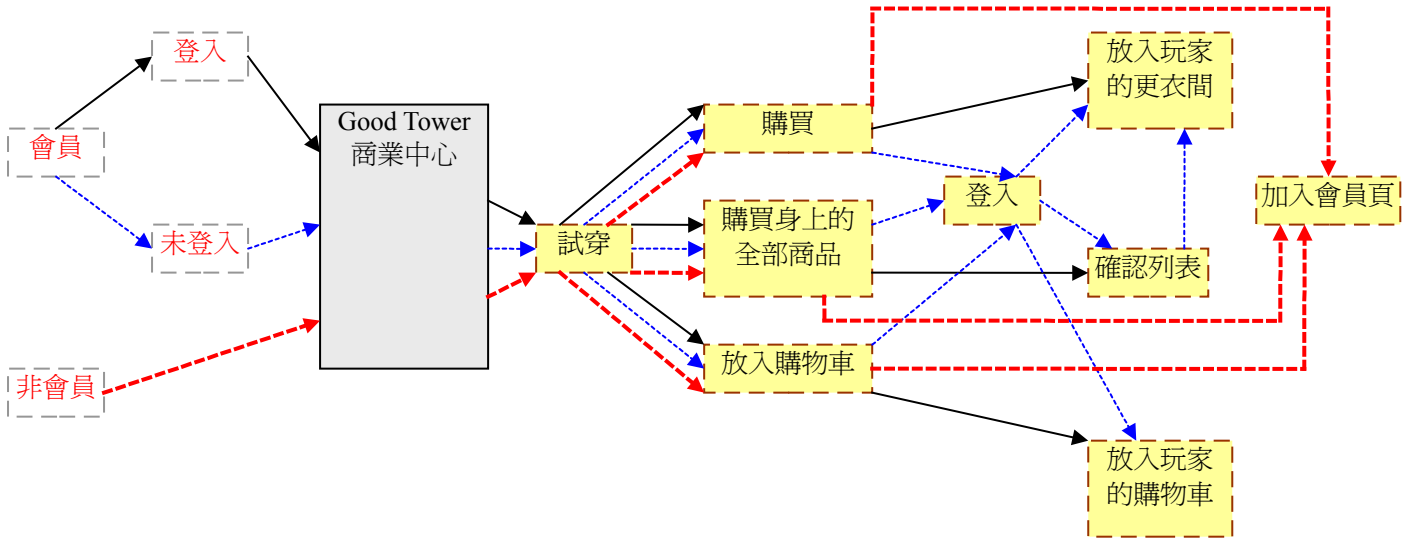 登入
會員
未登入
非會員
Good Tower
商業中心
試穿
購買
購買身上的
全部商品
放入購物車
登入
放入玩家
的更衣間
確認列表
放入玩家
的購物車
加入會員頁